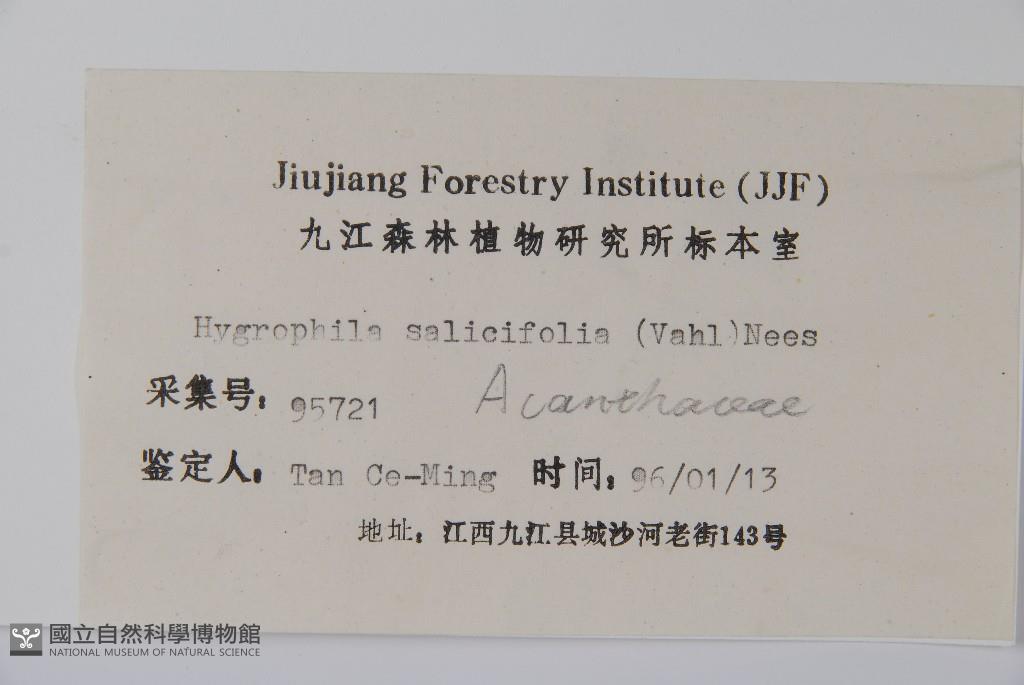 Jiujiang Forestry Institute (JJF)
九江森林植物研究所标本室
Hygrophila salicifolia (Vahl)Nees
采集号：95721 Acanthaceae
鉴定人：Tan Ce-Ming 时间：96/01/13
地址：江西九江县城沙河老街143号
國立自然科學博物館
NATIONAL MUSEUM OF NATURAL SCIENCE